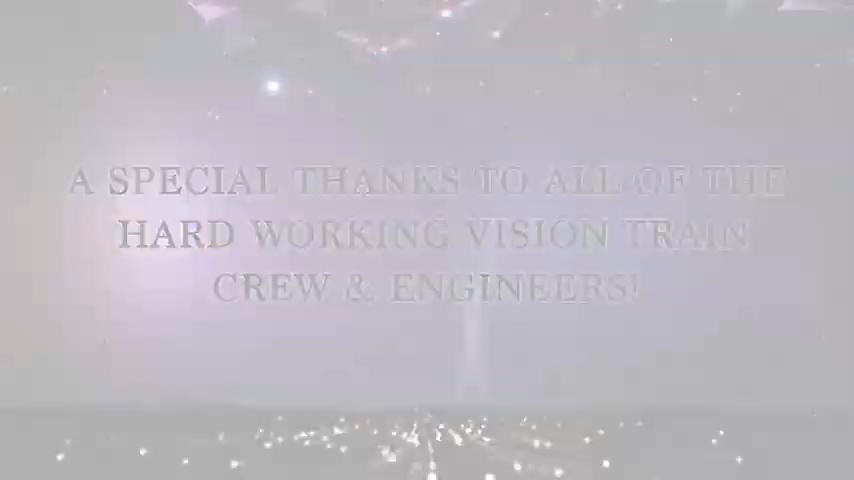 A SPECIAL THANKS TO ALL OF THE
HARD WORKING VISION TRAIN
CREW & ENGINEERS!